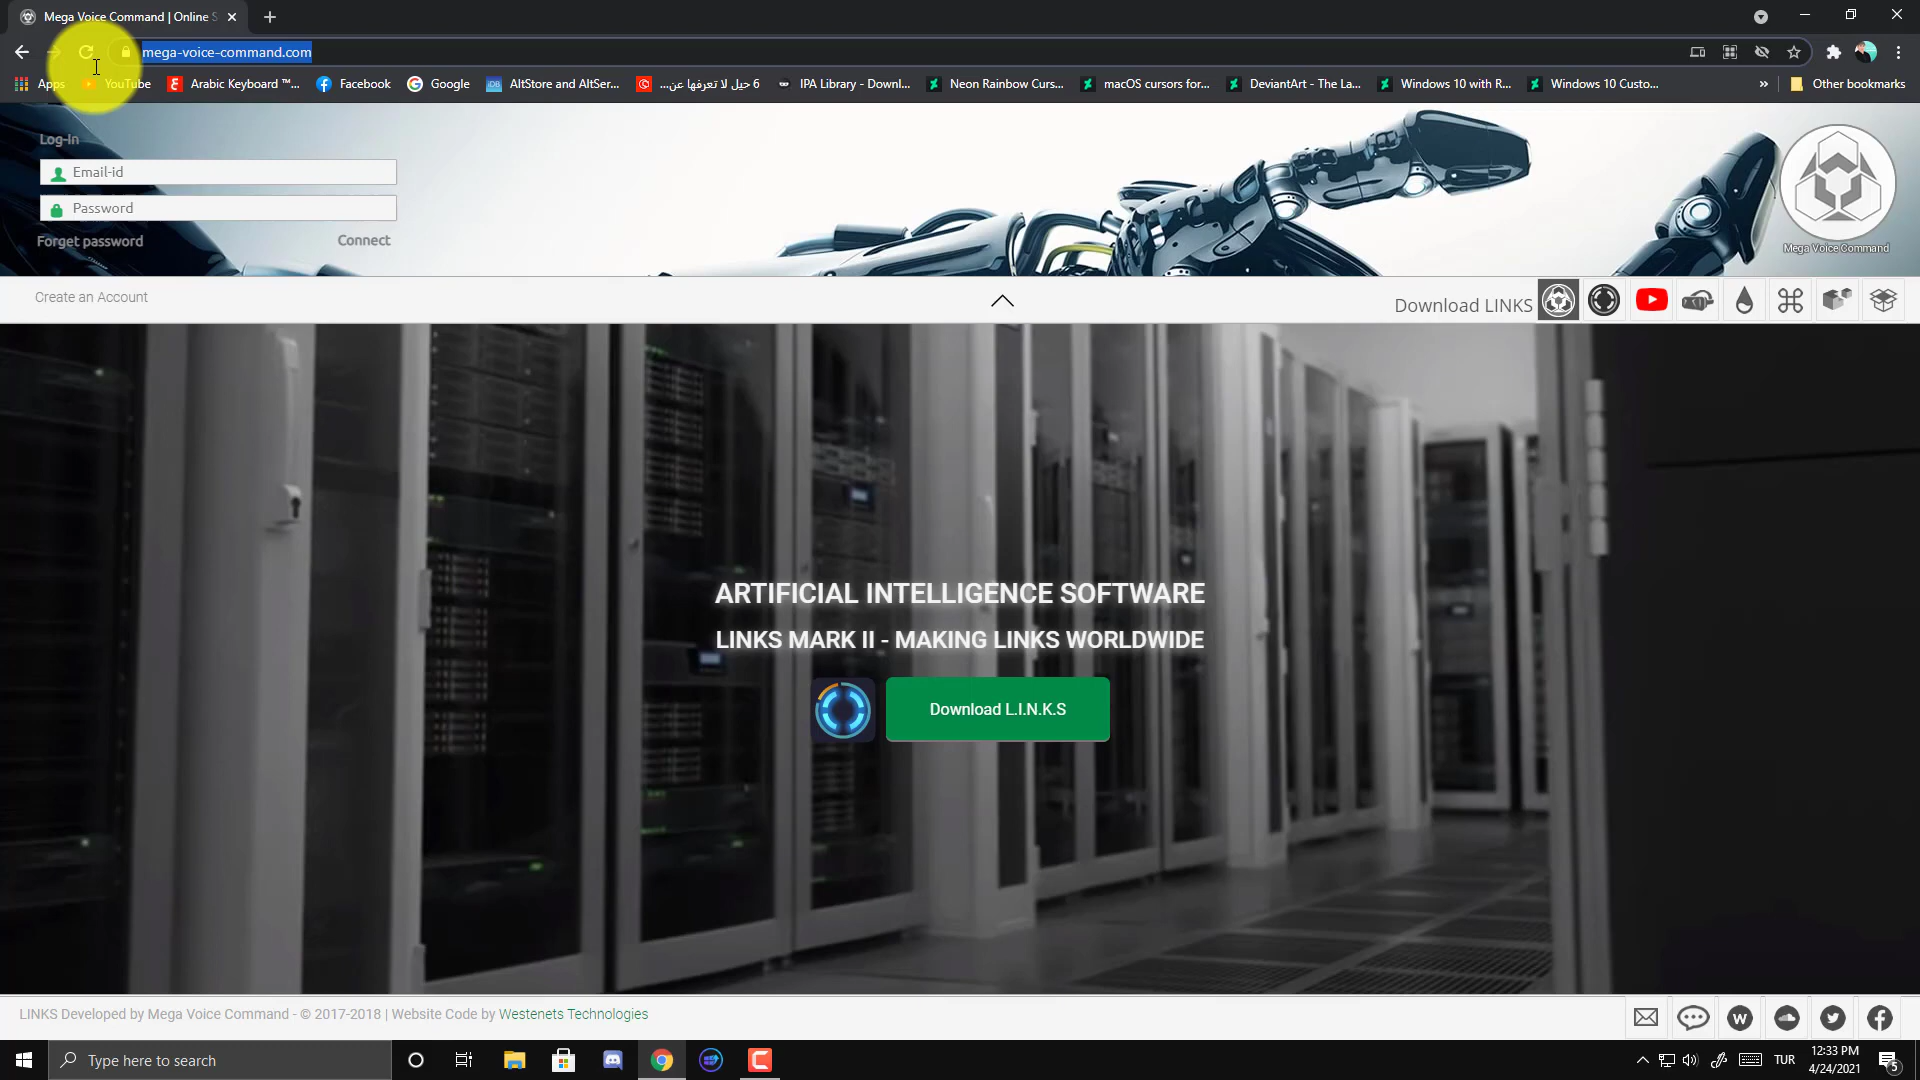 Mega Voice Command | Online S
mega-voice-command.com
Apps
YouTube
Arabic Keyboard ™...
Facebook
Google
AltStore and AltSer...
6 حيل لا تعرفها عن...
IPA Library - Downl...
Neon Rainbow Curs...
macOS cursors for...
DeviantArt - The La...
Windows 10 with R...
Windows 10 Custo...
»
Other bookmarks
Log-In
Email-id
Password
Forget password
Connect
Mega Voice Command
Create an Account
Download LINKS
ARTIFICIAL INTELLIGENCE SOFTWARE
LINKS MARK II - MAKING LINKS WORLDWIDE
Download L.I.N.K.S
LINKS Developed by Mega Voice Command - © 2017-2018 | Website Code by Westenets Technologies
W
Type here to search
TUR
12:33 PM
4/24/2021
5